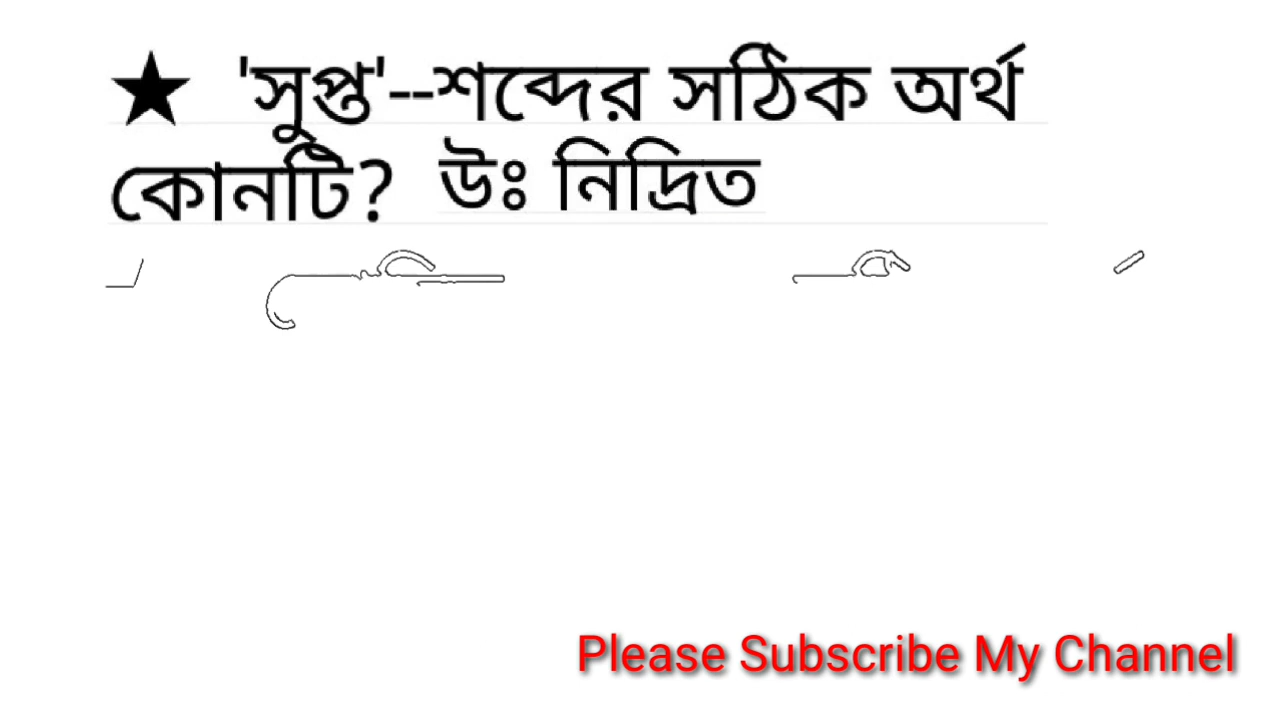 ★ 'সুপ্ত'--শব্দের সঠিক অর্থ
কোনটি? উঃ নিদ্রিত
Please Subscribe My Channel